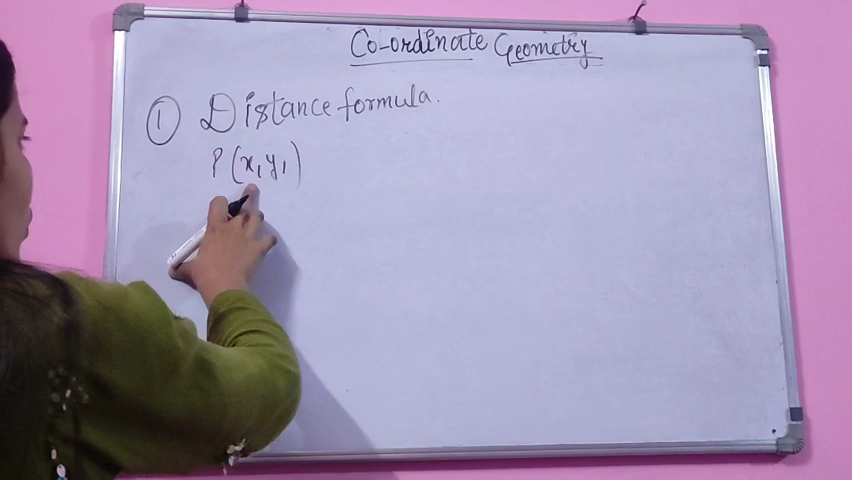 Co-ordinate Geometry
① Distance formula.
P(x₁y₁)